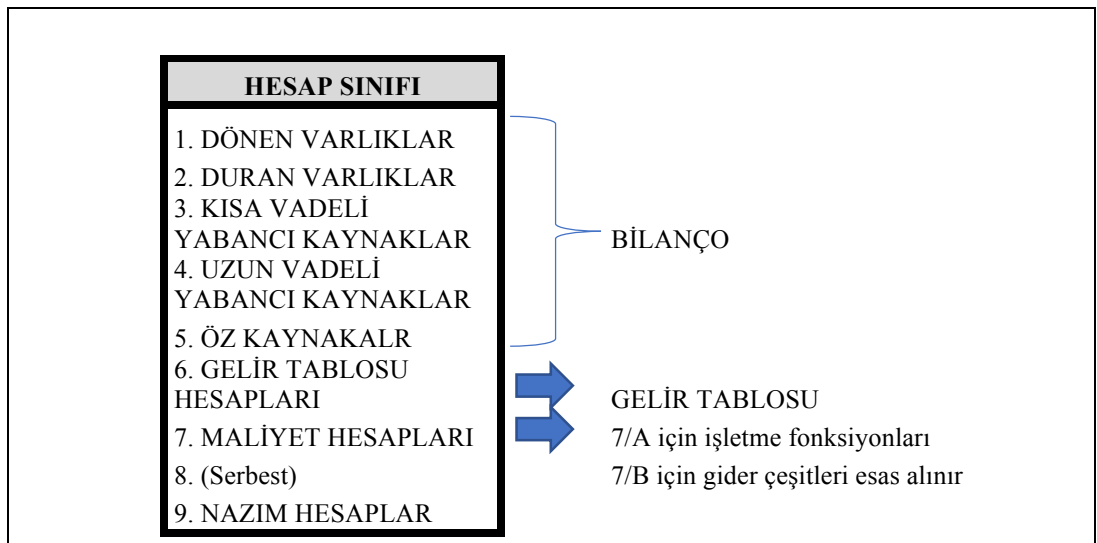 HESAP SINIFI
1. DÖNEN VARLIKLAR
2. DURAN VARLIKLAR
3. KISA VADELİ
YABANCI KAYNAKLAR
4. UZUN VADELİ
YABANCI KAYNAKLAR
5. ÖZ KAYNAKALR
6. GELİR TABLOSU
HESAPLARI
7. MALİYET HESAPLARI
8. (Serbest)
9. NAZIM HESAPLAR
BİLANÇO
GELİR TABLOSU
7/A için işletme fonksiyonları
7/B için gider çeşitleri esas alınır